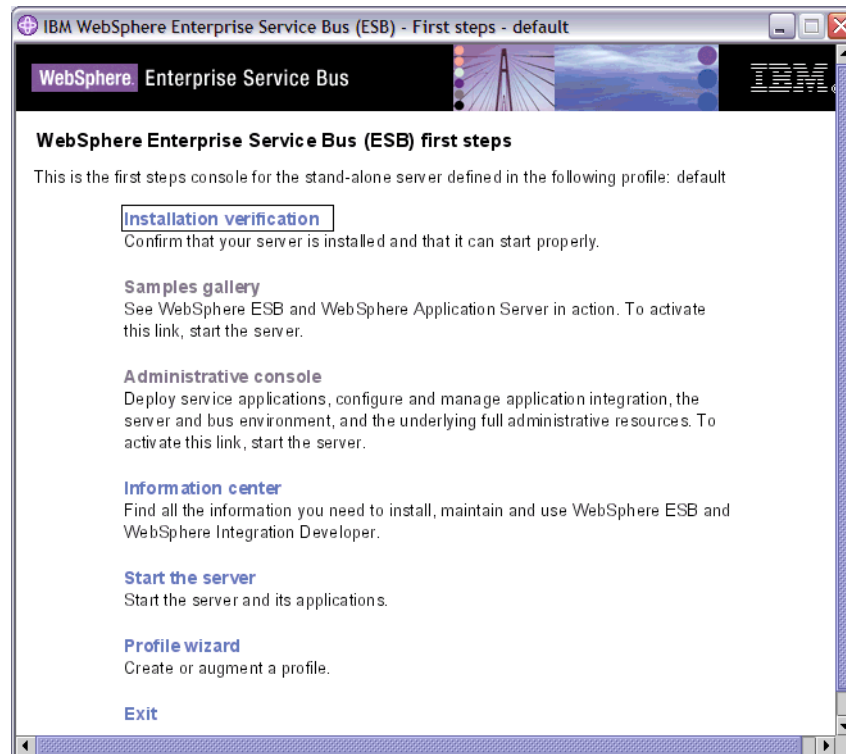 IBM WebSphere Enterprise Service Bus (ESB) - First steps - default
WebSphere. Enterprise Service Bus
IBM
WebSphere Enterprise Service Bus (ESB) first steps
This is the first steps console for the stand-alone server defined in the following profile: default
Installation verification
Confirm that your server is installed and that it can start properly.
Samples gallery
See WebSphere ESB and WebSphere Application Server in action. To activate
this link, start the server.
Administrative console
Deploy service applications, configure and manage application integration, the
server and bus environment, and the underlying full administrative resources. To
activate this link, start the server.
Information center
Find all the information you need to install, maintain and use WebSphere ESB and
WebSphere Integration Developer.
Start the server
Start the server and its applications.
Profile wizard
Create or augment a profile.
Exit